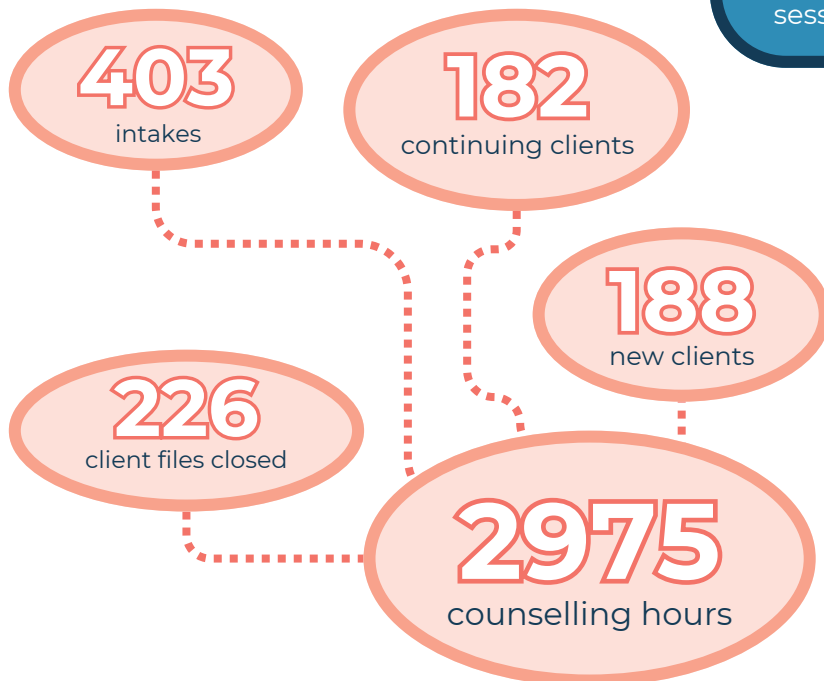 403
intakes
182
continuing clients
188
new clients
226
client files closed
2975
counselling hours